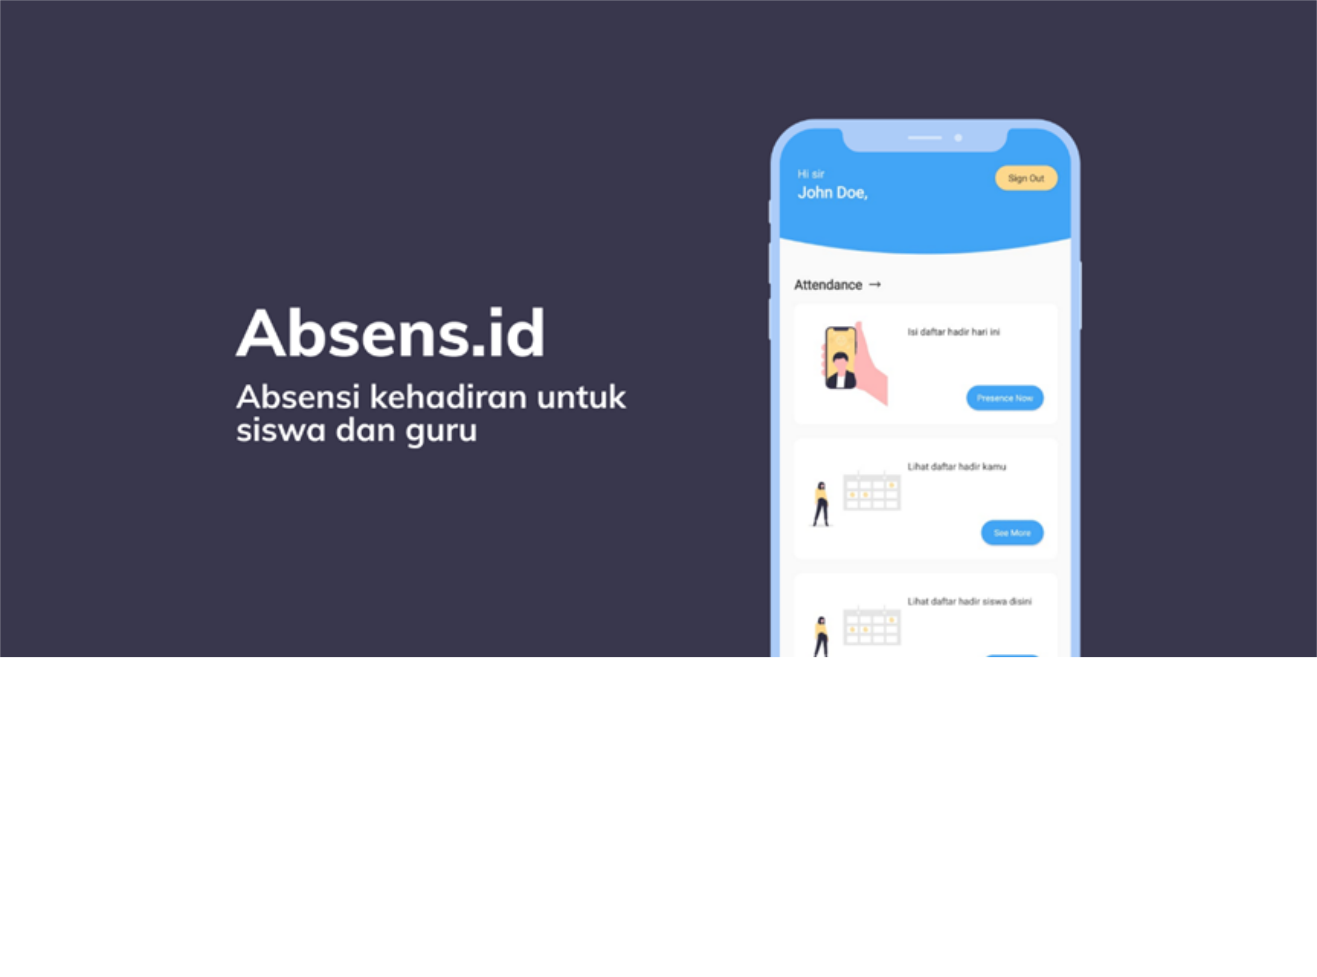 Absens.id
Absensi kehadiran untuk
siswa dan guru
Hi sir
John Doe,
Sign Out
Attendance →
Isi daftar hadir hari ini
Presence Now
Lihat daftar hadir kamu
See More
Lihat daftar hadir siswa disini